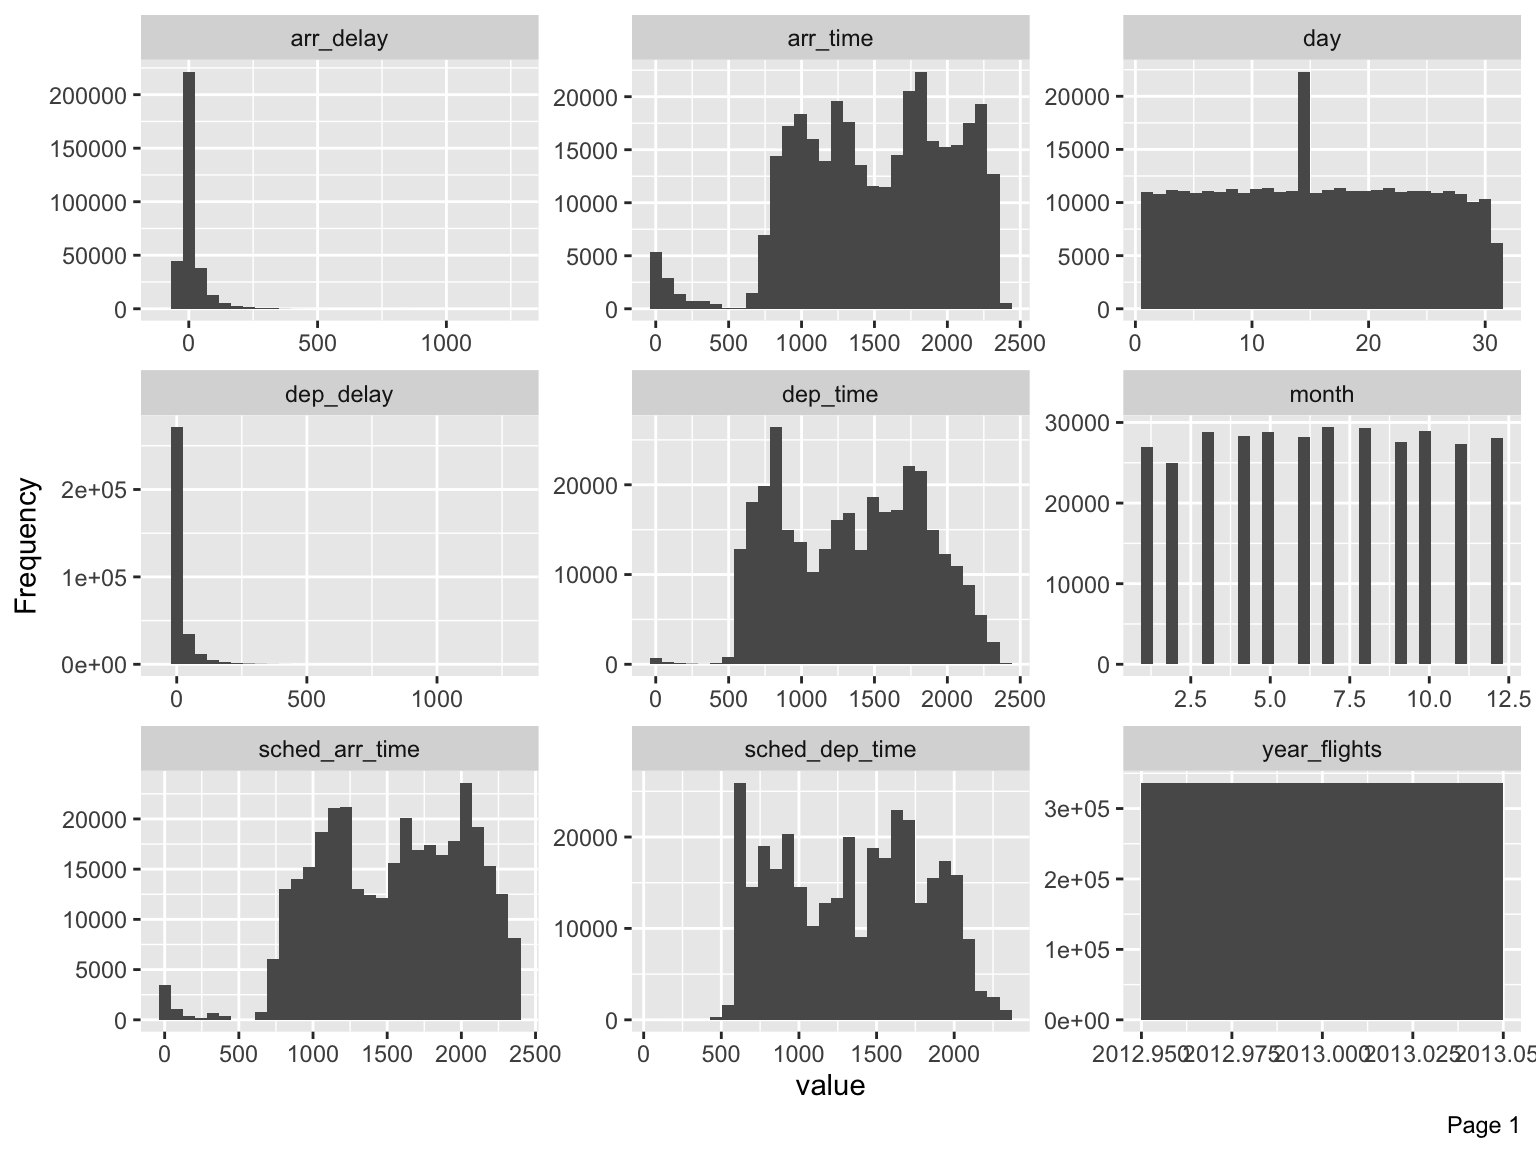 arr_delay
arr_time
day
200000
150000
100000
50000
0
0 500 1000
20000
15000
10000
5000
0
0 500 1000 1500 2000 2500
20000
15000
10000
5000
0
0 10 20 30
dep_delay
dep_time
month
Frequency
2e+05
1e+05
0e+00
0 500 1000
20000
10000
0
0 500 1000 1500 2000 2500
30000
20000
10000
0
2.5 5.0 7.5 10.0 12.5
sched_arr_time
sched_dep_time
year_flights
20000
15000
10000
5000
0
0 500 1000 1500 2000 2500
20000
10000
0
0 500 1000 1500 2000
3e+05
2e+05
1e+05
0e+00
2012.950 2012.975 2013.000 2013.025 2013.05
value
Page 1